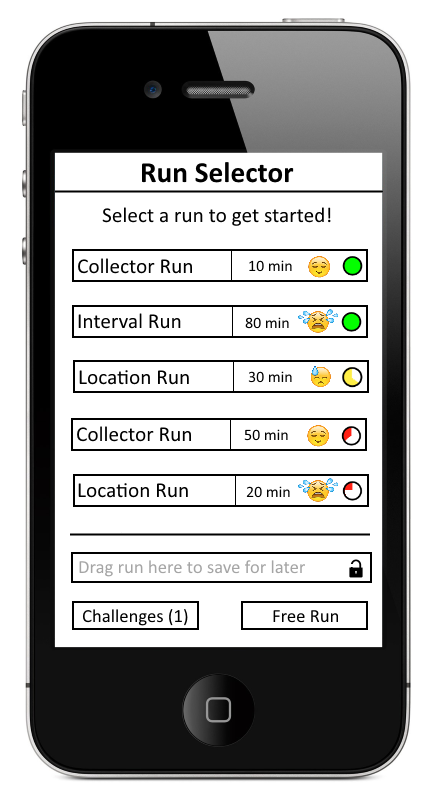 Run Selector
Select a run to get started!
Collector Run 10 min
Interval Run 80 min
Location Run 30 min
Collector Run 50 min
Location Run 20 min
Drag run here to save for later
Challenges (1) Free Run